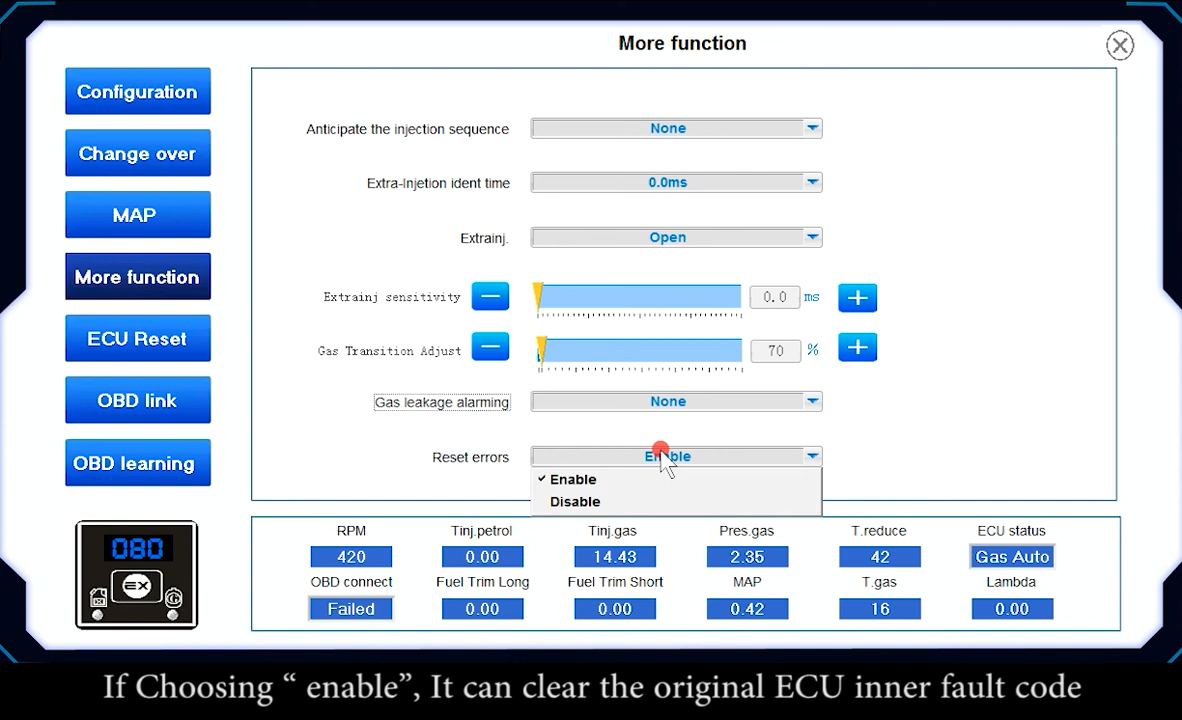 More function
Configuration
Change over
MAP
More function
ECU Reset
OBD link
OBD learning
Anticipate the injection sequence None
Extra-Injetion ident time 0.0ms
Extrainj. Open
Extrainj sensitivity 0.0 ms
Gas Transition Adjust 70 %
Gas leakage alarming None
Reset errors Enable
Enable
Disable
080
EX
RPM Tinj.petrol Tinj.gas Pres.gas T.reduce ECU status
420 0.00 14.43 2.35 42 Gas Auto
OBD connect Fuel Trim Long Fuel Trim Short MAP T.gas Lambda
Failed 0.00 0.00 0.42 16 0.00
If Choosing “ enable”, It can clear the original ECU inner fault code